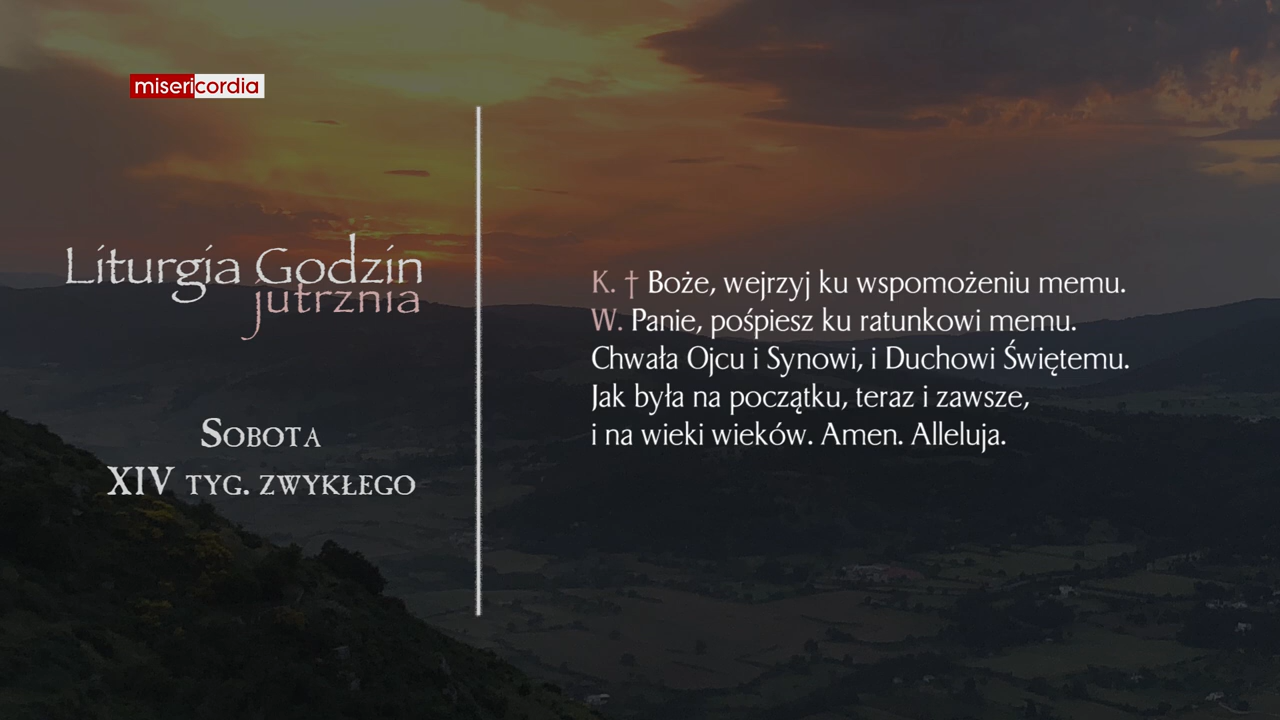 misericordia
Liturgia Godzin
jutrznia
Sobota
XIV tyg. zwykłego
K. † Boże, wejrzyj ku wspomożeniu memu.
W. Panie, pośpiesz ku ratunkowi memu.
Chwała Ojcu i Synowi, i Duchowi Świętemu.
Jak była na początku, teraz i zawsze,
i na wieki wieków. Amen. Alleluja.